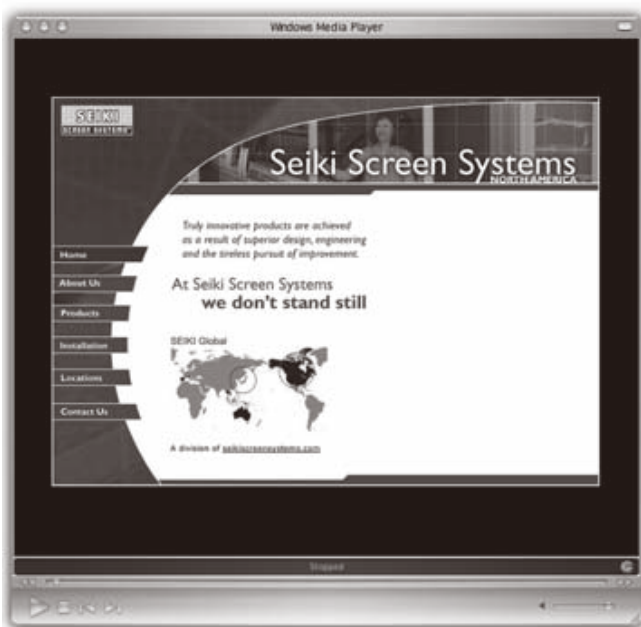 Windows Media Player
SEIKI
SCREEN SYSTEMS
Seiki Screen Systems
NORTH AMERICA
Truly innovative products are achieved
as a result of superior design, engineering
and the tireless pursuit of improvement.
Home
About Us
At Seiki Screen Systems
we don't stand still
Products
Installation
SEIKI Global
Locations
Contact Us
A division of seikiscreensystems.com
Stopped